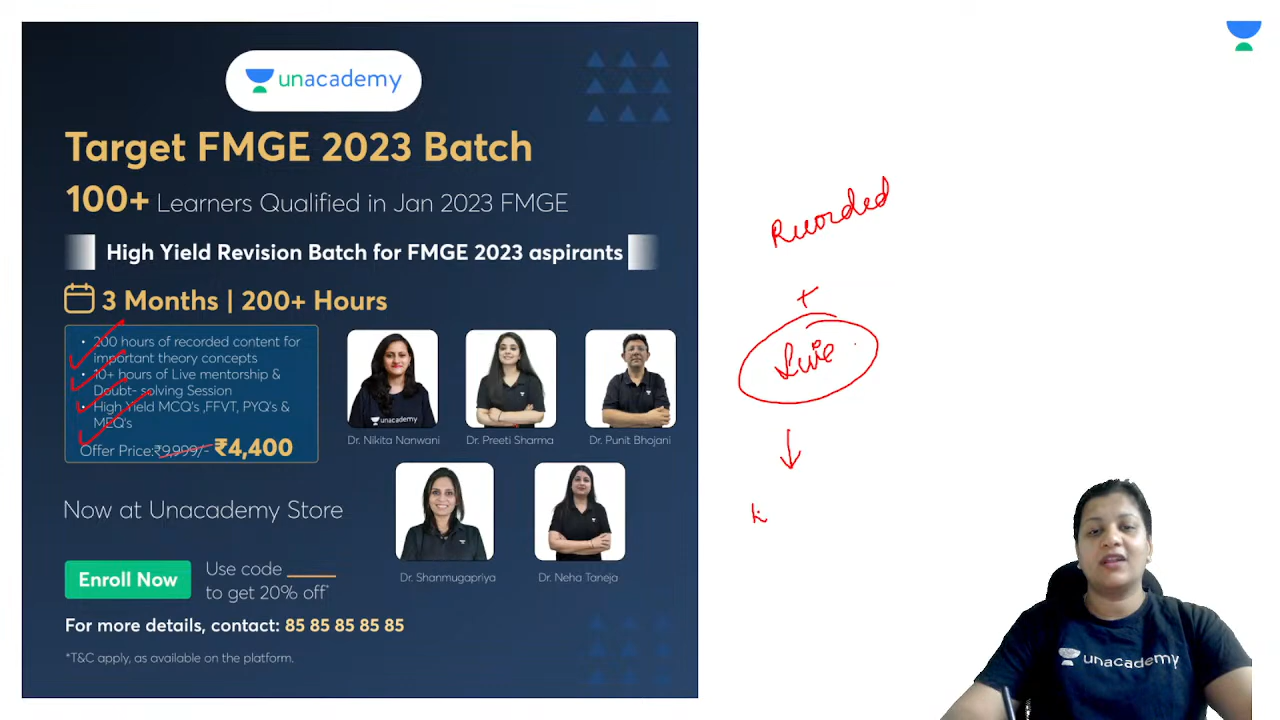 unacademy
Target FMGE 2023 Batch
100+ Learners Qualified in Jan 2023 FMGE
High Yield Revision Batch for FMGE 2023 aspirants
3 Months | 200+ Hours
• 200 hours of recorded content for
important theory concepts
• 10+ hours of Live mentorship &
Doubt- solving Session
• High Yield MCQ's ,FFVT, PYQ's &
MEQ's
Offer Price:₹9,999/- ₹4,400
unacademy
Dr. Nikita Nanwani
Dr. Preeti Sharma
Dr. Punit Bhojani
Dr. Shanmugapriya
Dr. Neha Taneja
Now at Unacademy Store
Enroll Now
Use code
to get 20% off*
For more details, contact: 85 85 85 85 85
*T&C apply, as available on the platform.
Recorded
+
Live
unacademy